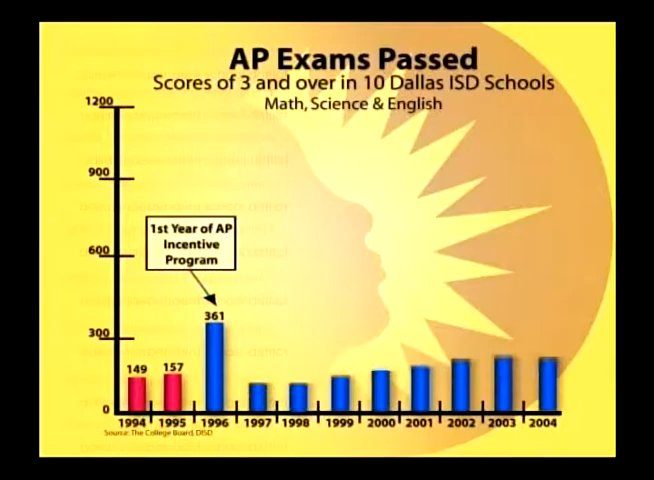 AP Exams Passed
Scores of 3 and over in 10 Dallas ISD Schools
Math, Science & English
1200
900
600
300
0
1st Year of AP
Incentive
Program
149
157
361
1994 1995 1996 1997 1998 1999 2000 2001 2002 2003 2004
Source: The College Board, DISD